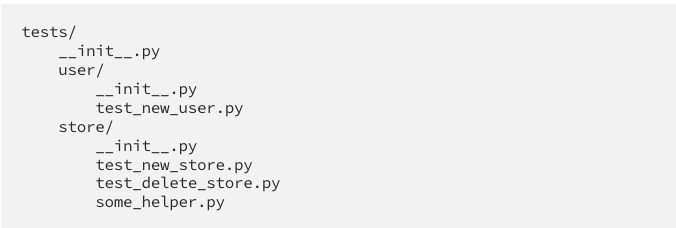 tests/
    __init__.py
    user/
        __init__.py
        test_new_user.py
    store/
        __init__.py
        test_new_store.py
        test_delete_store.py
        some_helper.py